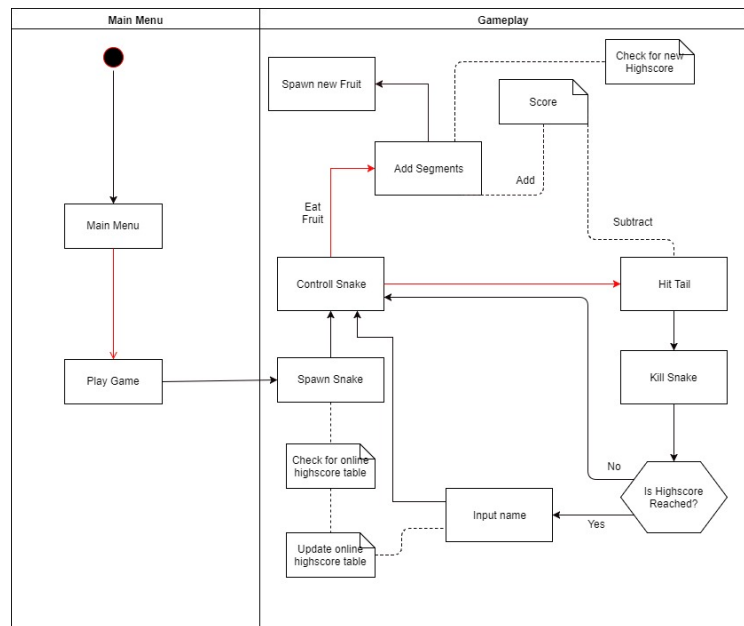 Main Menu
Gameplay
Check for new
Highscore
Spawn new Fruit
Score
Add Segments
Add
Eat
Fruit
Main Menu
Subtract
Controll Snake
Hit Tail
Play Game
Spawn Snake
Kill Snake
Check for online
highscore table
No
Is Highscore
Reached?
Input name
Yes
Update online
highscore table